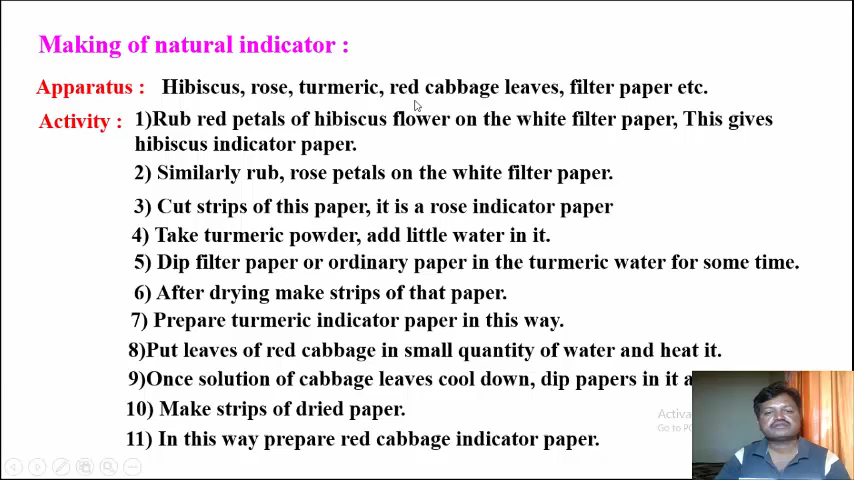 Making of natural indicator :
Apparatus : Hibiscus, rose, turmeric, red cabbage leaves, filter paper etc.
Activity : 1)Rub red petals of hibiscus flower on the white filter paper, This gives
hibiscus indicator paper.
2) Similarly rub, rose petals on the white filter paper.
3) Cut strips of this paper, it is a rose indicator paper
4) Take turmeric powder, add little water in it.
5) Dip filter paper or ordinary paper in the turmeric water for some time.
6) After drying make strips of that paper.
7) Prepare turmeric indicator paper in this way.
8)Put leaves of red cabbage in small quantity of water and heat it.
9)Once solution of cabbage leaves cool down, dip papers in it
10) Make strips of dried paper.
11) In this way prepare red cabbage indicator paper.
Activa
Go to PC